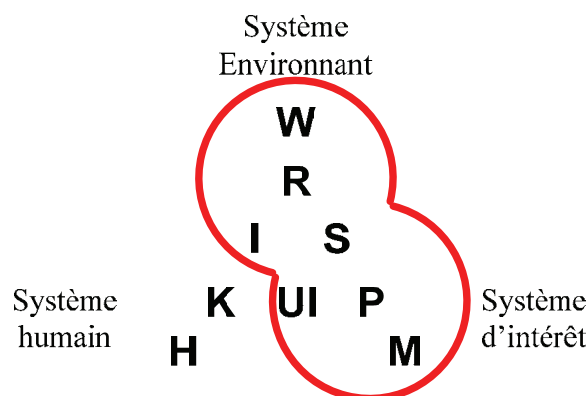 Système
Environnant
W
R
I S
K UI P
H M
Système
humain
Système
d'intérêt